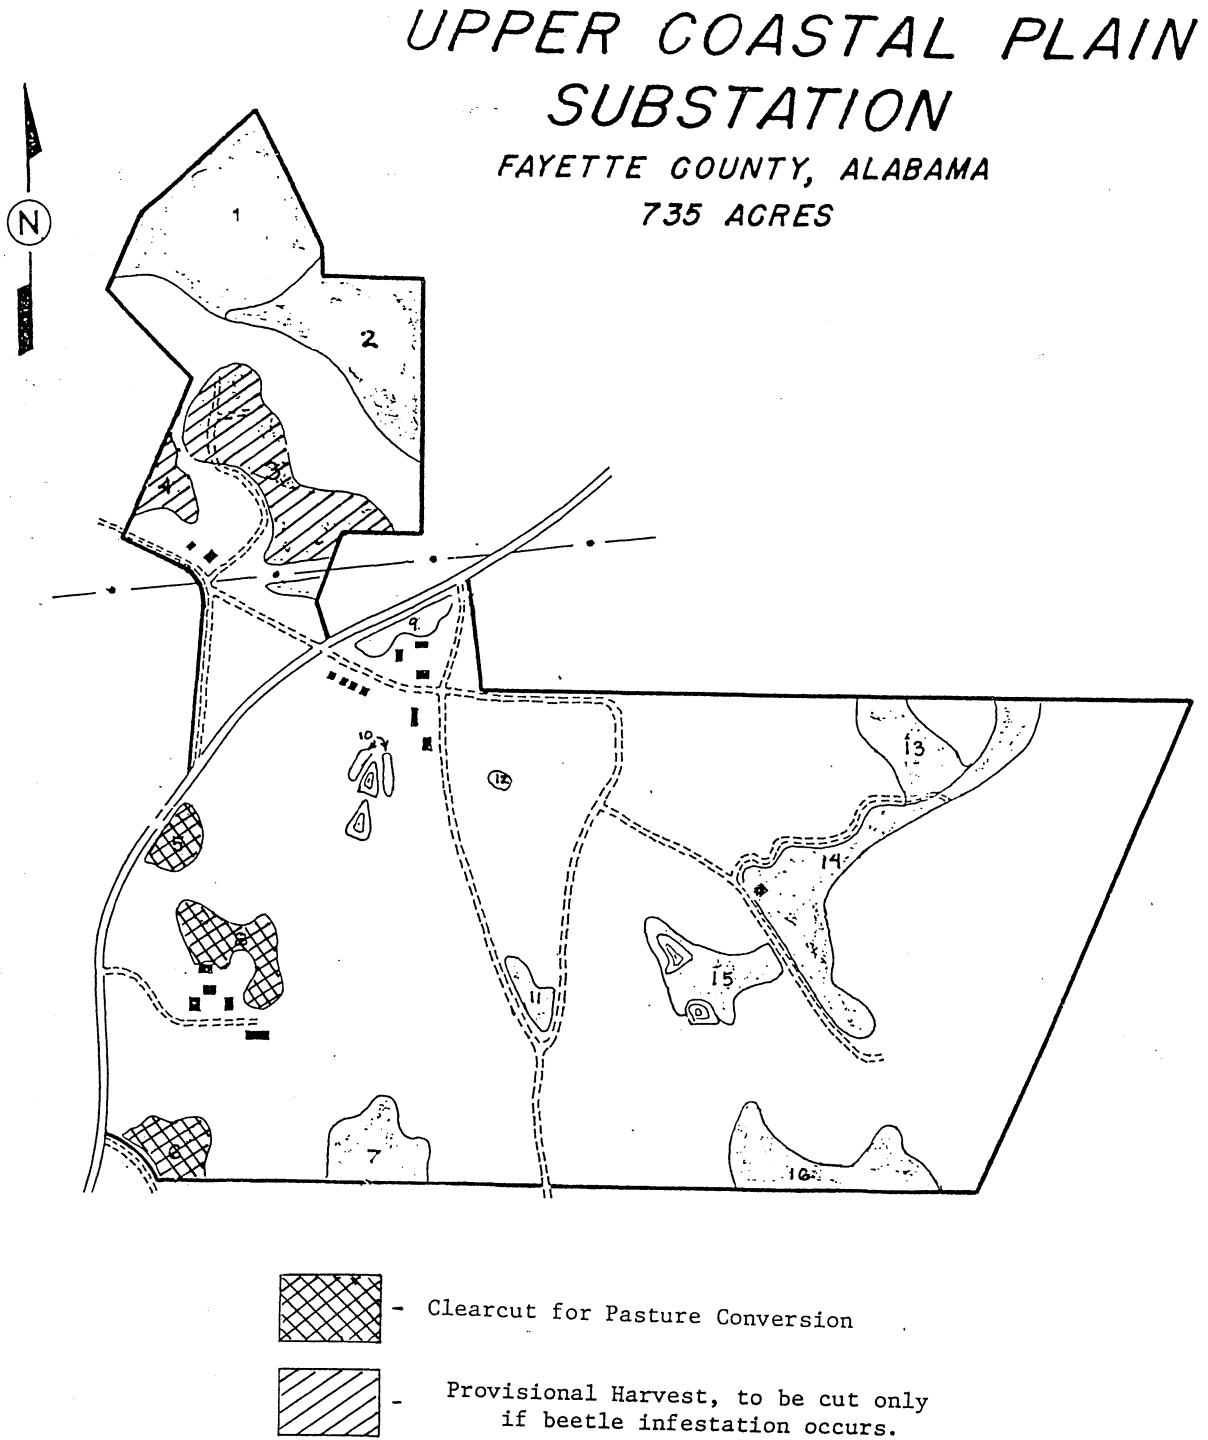 UPPER COASTAL PLAIN
SUBSTATION
FAYETTE COUNTY, ALABAMA
735 ACRES
N
1
2
3
4
9
10
12
13
5
14
8
15
11
6
7
16
- Clearcut for Pasture Conversion
- Provisional Harvest, to be cut only
if beetle infestation occurs.